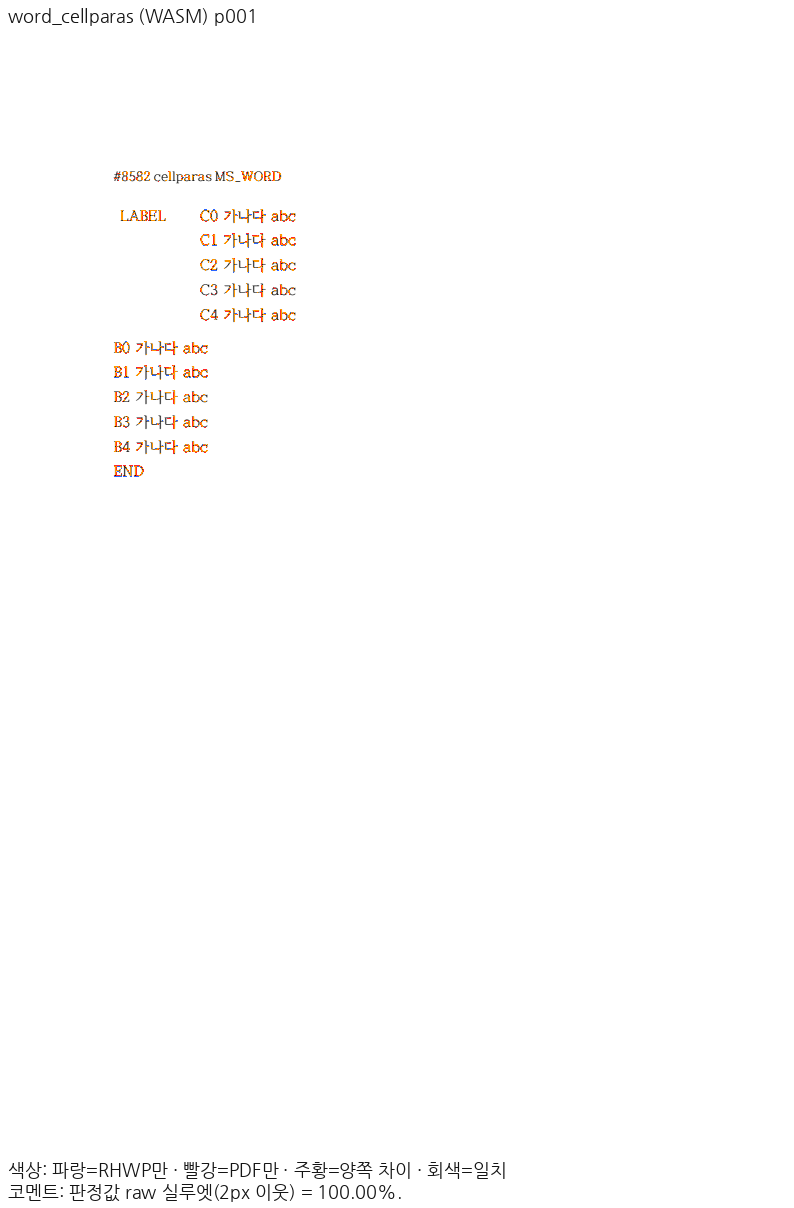 word_cellparas (WASM) p001
#8582 cellparas MS_WORD
LABEL C0 가나다 abc
C1 가나다 abc
C2 가나다 abc
C3 가나다 abc
C4 가나다 abc
B0 가나다 abc
B1 가나다 abc
B2 가나다 abc
B3 가나다 abc
B4 가나다 abc
END
색상: 파랑=RHWP만 · 빨강=PDF만 · 주황=양쪽 차이 · 회색=일치
코멘트: 판정값 raw 실루엣(2px 이웃) = 100.00%.